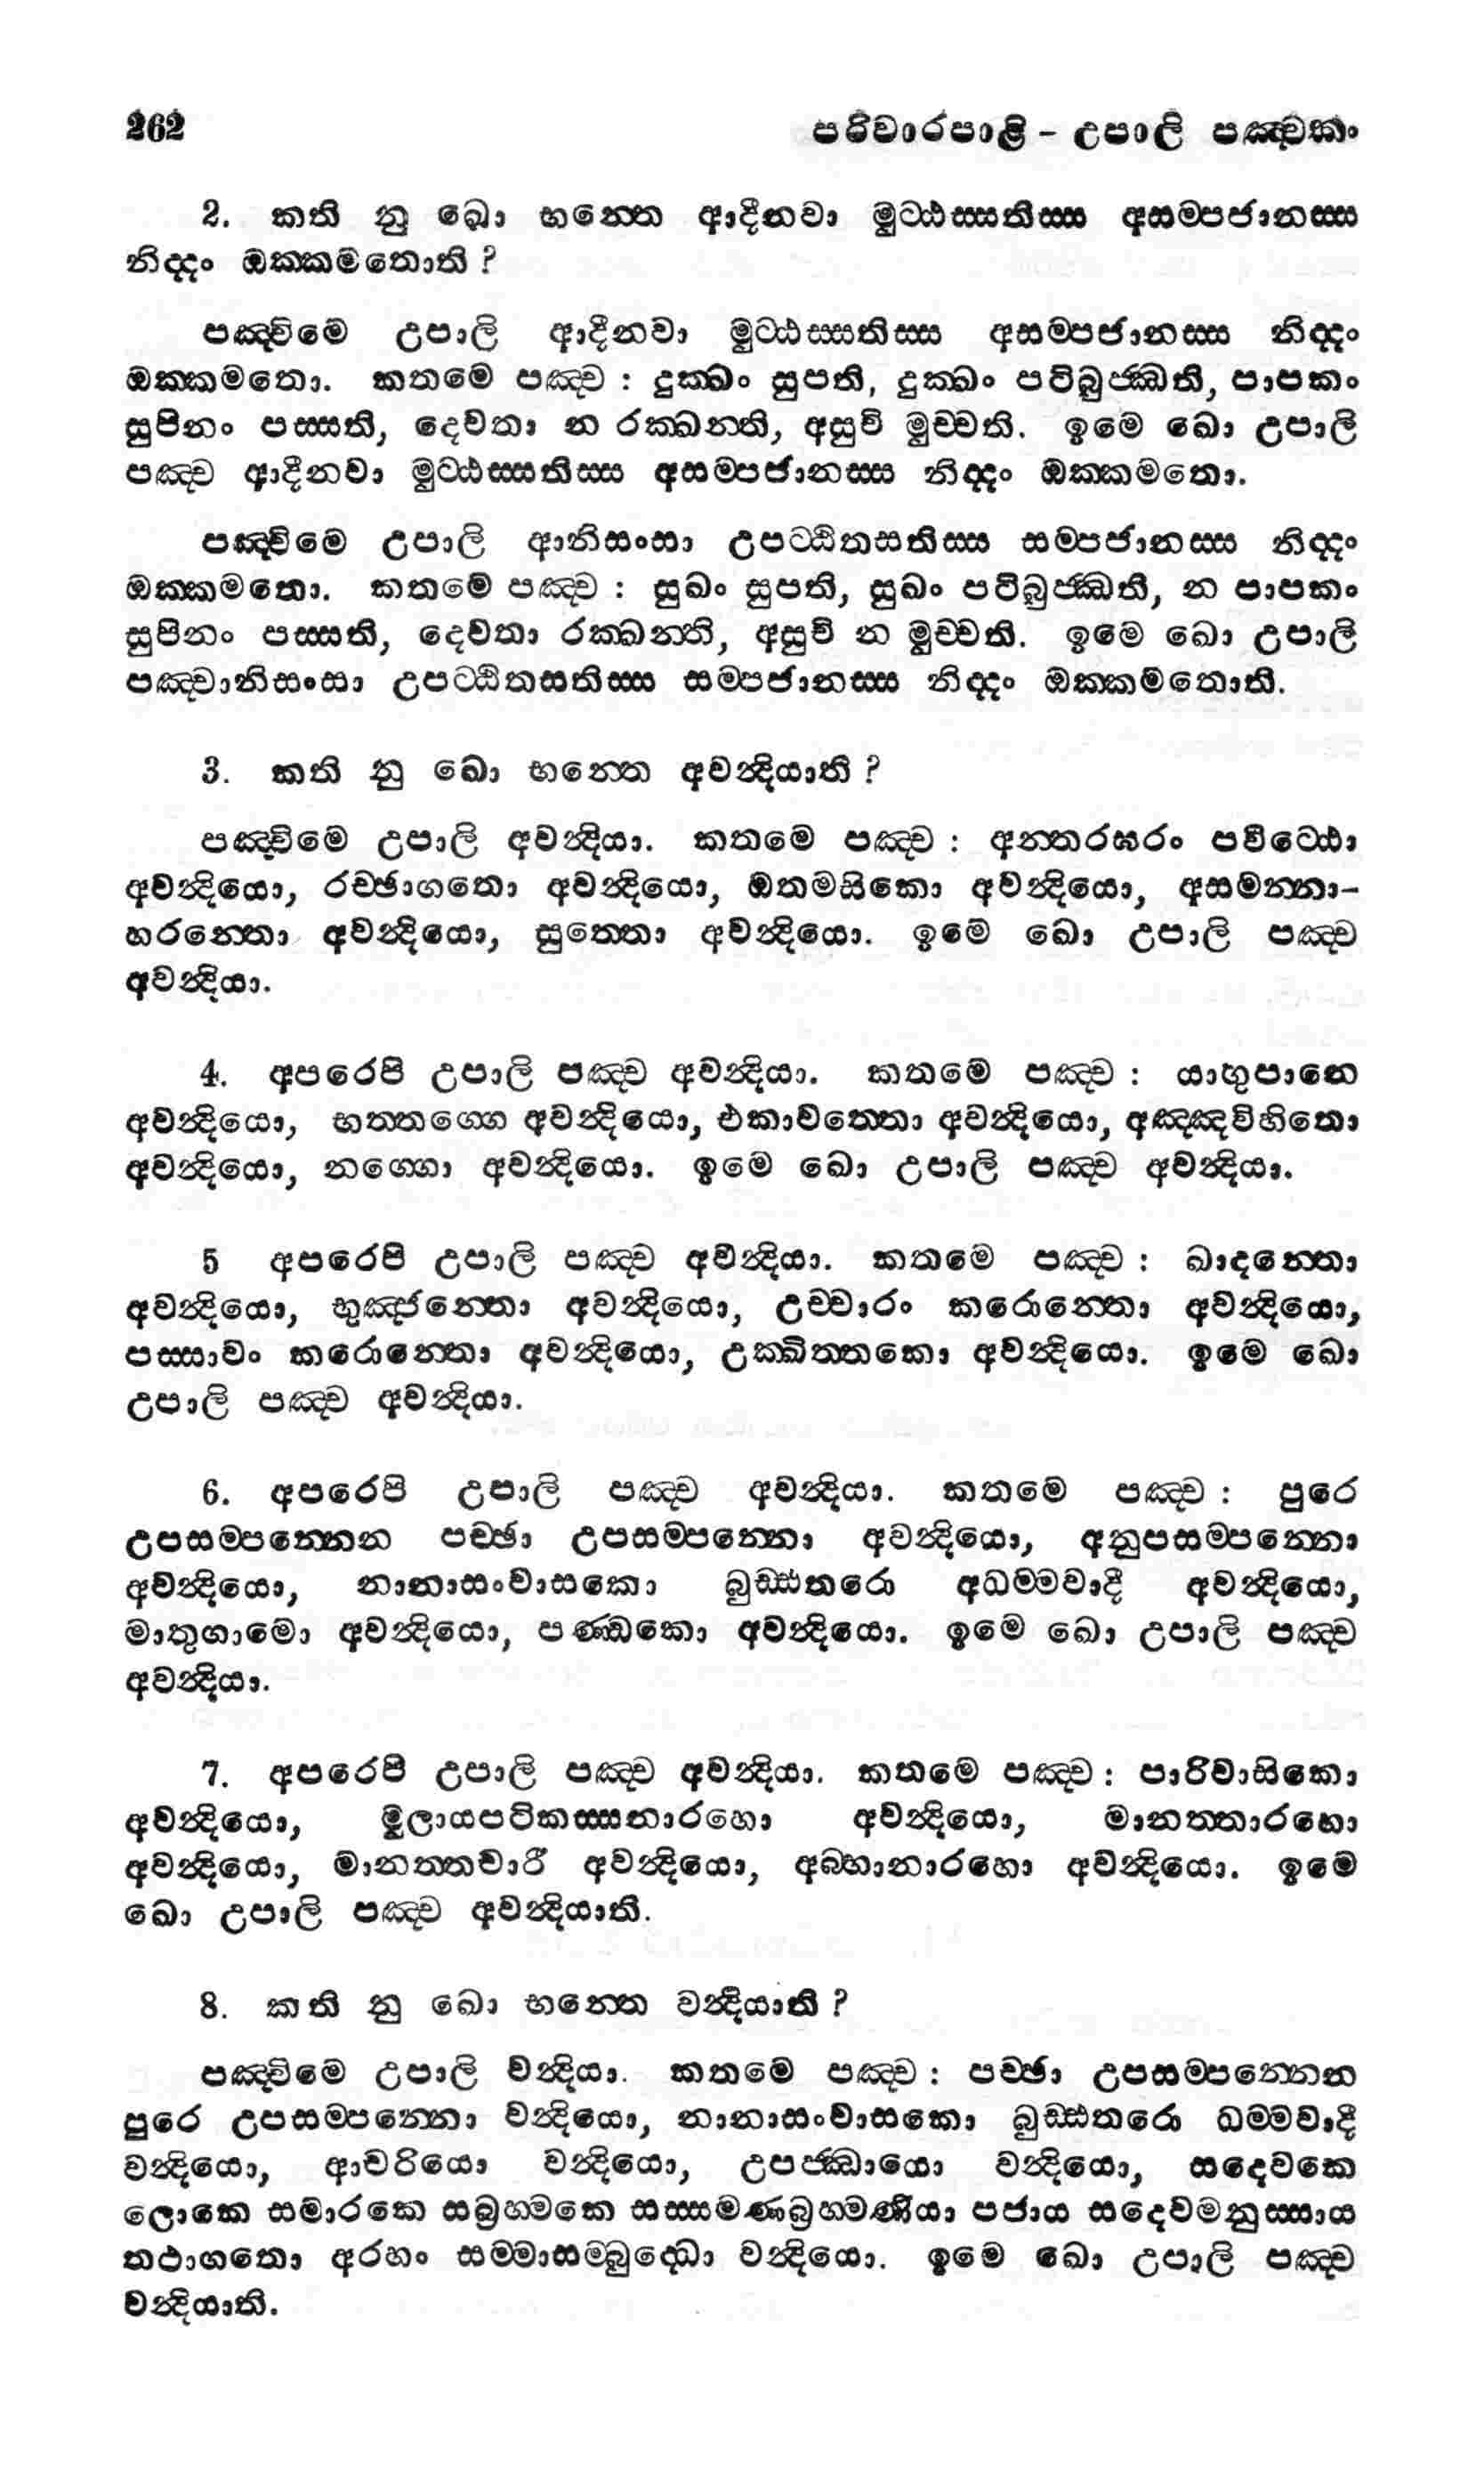 262 පරිවාරපාළි - උපාලි පඤ්චකං
2. කති නු ඛො භන්තෙ ආදීනවා මුට්ඨස්සතිස්ස අසම්පජානස්ස
නිද්දං ඔක්කමතොති ?
පඤ්චිමෙ උපාලි ආදීනවා මුට්ඨස්සතිස්ස අසම්පජානස්ස නිද්දං
ඔක්කමතො. කතමෙ පඤ්ච : දුක්ඛං සුපති, දුක්ඛං පටිබුජ්ඣති, පාපකං
සුපිනං පස්සති, දෙවතා න රක්ඛන්ති, අසුචි මුච්චති. ඉමෙ ඛො උපාලි
පඤ්ච ආදීනවා මුට්ඨස්සතිස්ස අසම්පජානස්ස නිද්දං ඔක්කමතො.
පඤ්චිමෙ උපාලි ආනිසංසා උපට්ඨිතසතිස්ස සම්පජානස්ස නිද්දං
ඔක්කමතො. කතමෙ පඤ්ච : සුඛං සුපති, සුඛං පටිබුජ්ඣති, න පාපකං
සුපිනං පස්සති, දෙවතා රක්ඛන්ති, අසුචි න මුච්චති. ඉමෙ ඛො උපාලි
පඤ්චානිසංසා උපට්ඨිතසතිස්ස සම්පජානස්ස නිද්දං ඔක්කමතොති.
3. කති නු ඛො භන්තෙ අවන්දියාති ?
පඤ්චිමෙ උපාලි අවන්දියා. කතමෙ පඤ්ච : අන්තරඝරං පවිට්ඨො
අවන්දියො, රච්ඡාගතො අවන්දියො, ඔතමසිකො අවන්දියො, අසමන්නා-
හරන්තො අවන්දියො, සුත්තො අවන්දියො. ඉමෙ ඛො උපාලි පඤ්ච
අවන්දියා.
4. අපරෙපි උපාලි පඤ්ච අවන්දියා. කතමෙ පඤ්ච : යාගුපානෙ
අවන්දියො, භත්තග්ගෙ අවන්දියො, එකාවත්තො අවන්දියො, අඤ්ඤවිහිතො
අවන්දියො, නග්ගො අවන්දියො. ඉමෙ ඛො උපාලි පඤ්ච අවන්දියා.
5 අපරෙපි උපාලි පඤ්ච අවන්දියා. කතමෙ පඤ්ච : ඛාදන්තො
අවන්දියො, භුඤ්ජන්තො අවන්දියො, උච්චාරං කරොන්තො අවන්දියො,
පස්සාවං කරොන්තො අවන්දියො, උක්ඛිත්තකො අවන්දියො. ඉමෙ ඛො
උපාලි පඤ්ච අවන්දියා.
6. අපරෙපි උපාලි පඤ්ච අවන්දියා. කතමෙ පඤ්ච : පුරෙ
උපසම්පන්නෙන පච්ඡා උපසම්පන්නො අවන්දියො, අනුපසම්පන්නො
අවන්දියො, නානාසංවාසකො බුඩ්ඪතරො අධම්මවාදී අවන්දියො,
මාතුගාමො අවන්දියො, පණ්ඩකො අවන්දියො. ඉමෙ ඛො උපාලි පඤ්ච
අවන්දියා.
7. අපරෙපි උපාලි පඤ්ච අවන්දියා. කතමෙ පඤ්ච : පාරිවාසිකො
අවන්දියො, මූලායපටිකස්සනාරහො අවන්දියො, මානත්තාරහො
අවන්දියො, මානත්තචාරී අවන්දියො, අබ්භානාරහො අවන්දියො. ඉමෙ
ඛො උපාලි පඤ්ච අවන්දියාති.
8. කති නු ඛො භන්තෙ වන්දියාති ?
පඤ්චිමෙ උපාලි වන්දියා. කතමෙ පඤ්ච : පච්ඡා උපසම්පන්නෙන
පුරෙ උපසම්පන්නො වන්දියො, නානාසංවාසකො බුඩ්ඪතරො ධම්මවාදී
වන්දියො, ආචරියො වන්දියො, උපජ්ඣායො වන්දියො, සදෙවකෙ
ලොකෙ සමාරකෙ සබ්‍රහ්මකෙ සස්සමණබ්‍රහ්මණියා පජාය සදෙවමනුස්සාය
තථාගතො අරහං සම්මාසම්බුද්ධො වන්දියො. ඉමෙ ඛො උපාලි පඤ්ච
වන්දියාති.